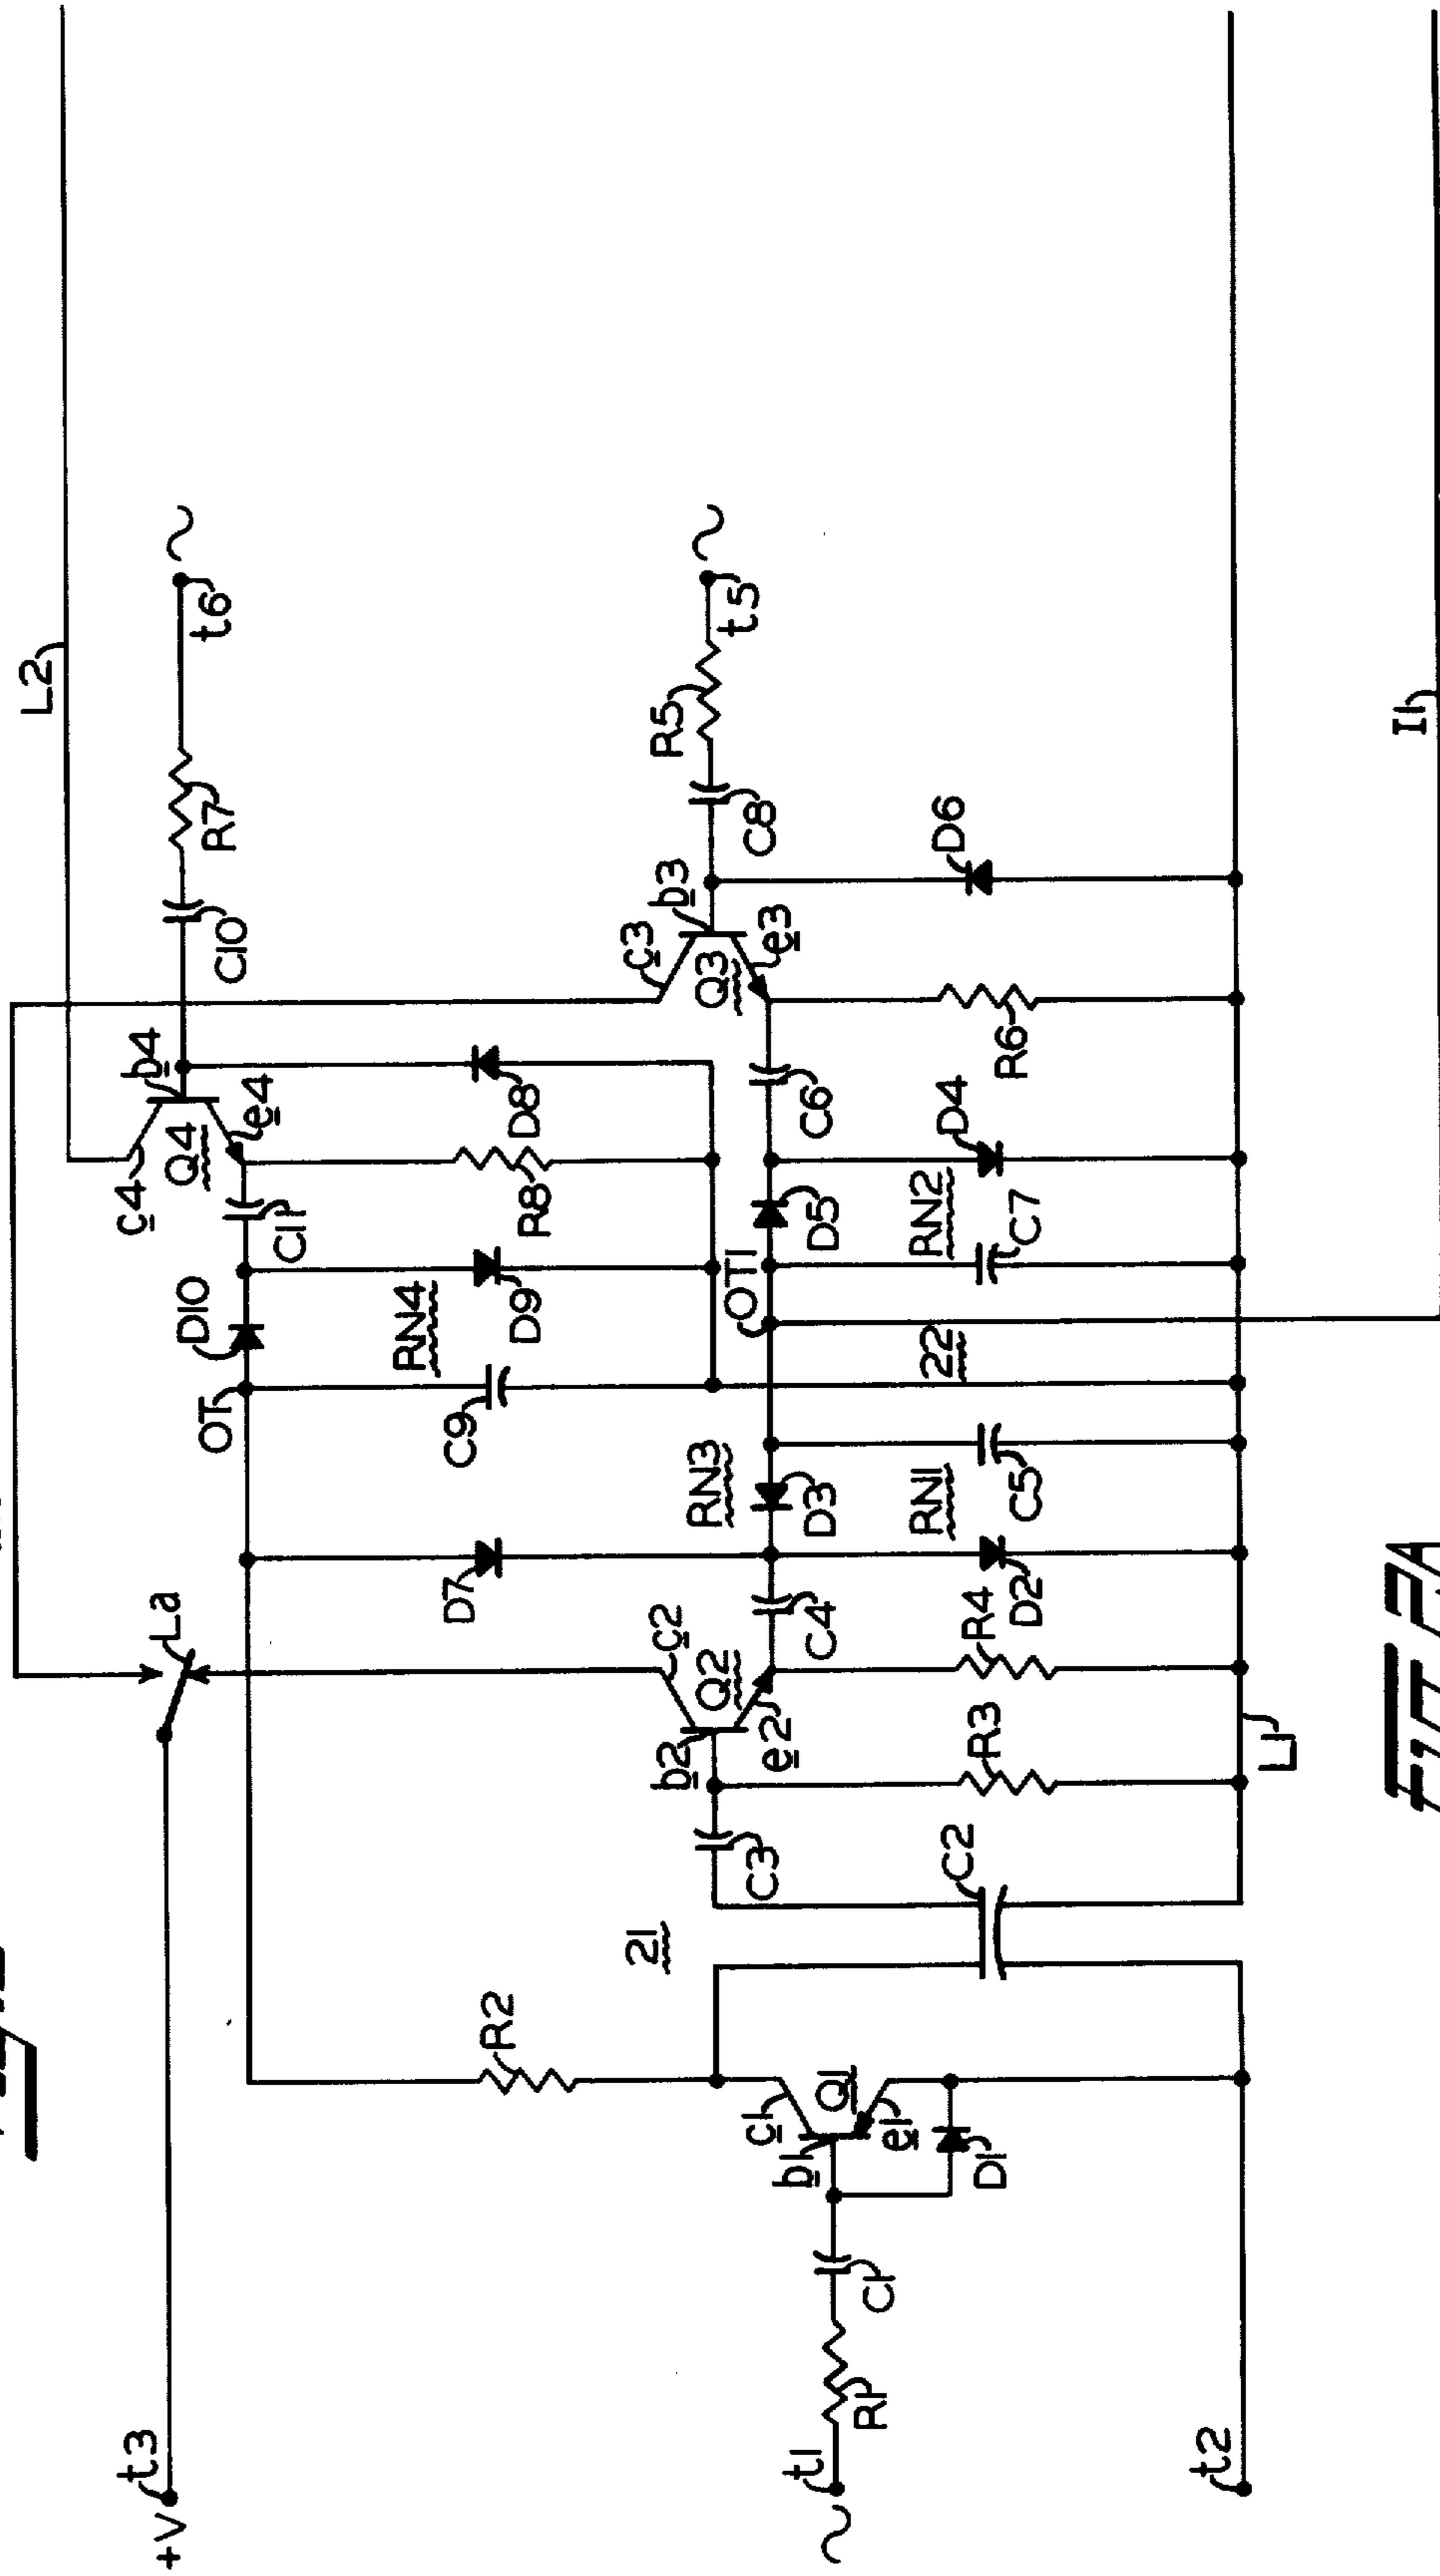 L2
t6
t5
R7
R5
C10
C8
D6
b4
c4
e4
Q4
c3
b3
e3
Q3
C11
D8
R8
D10
RN4
D9
OT
C9
C6
R6
D4
D5
RN2
C7
OT1
22
I1
La
D7
RN3
D3
RN1
C5
c2
Q2
b2
e2
C4
R4
D2
R3
C3
C2
L1
21
R2
c1
Q1
b1
e1
D1
C1
R1
t3
+V
t1
t2